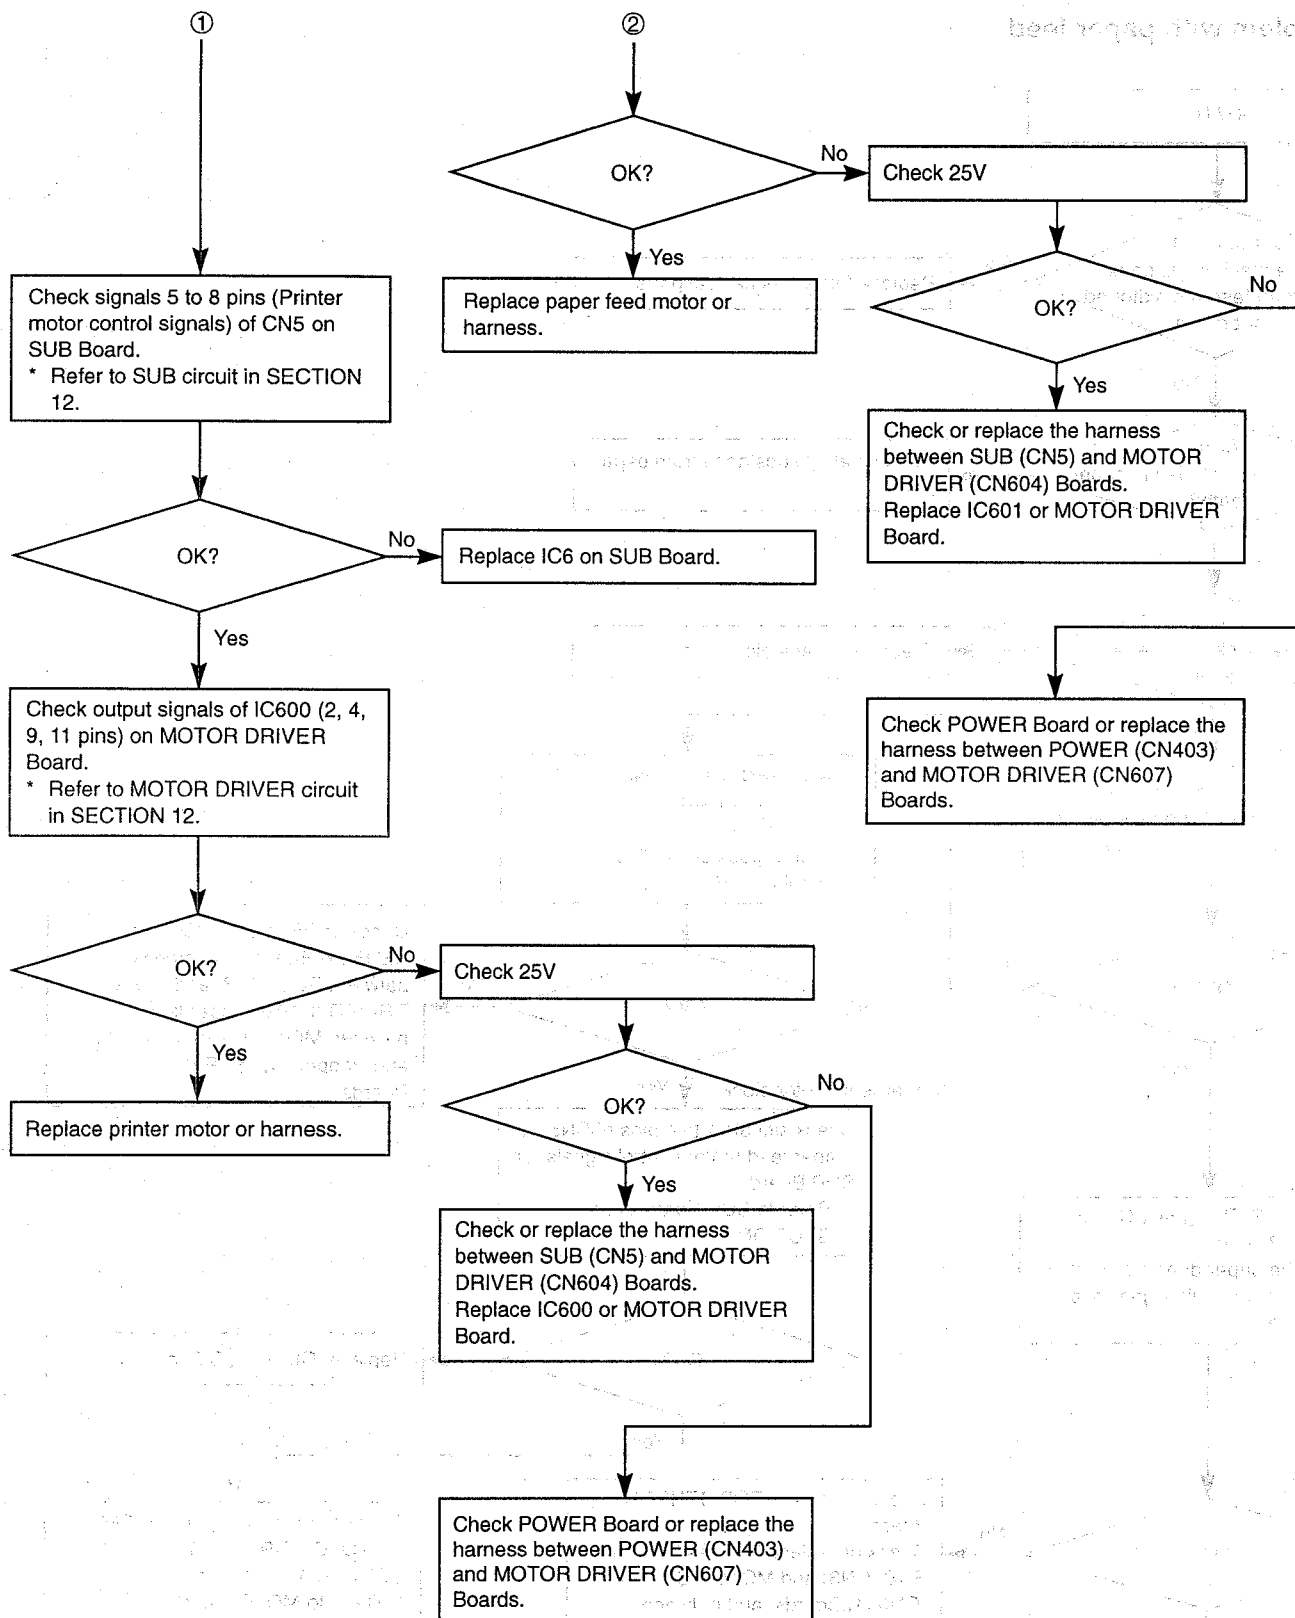 ①
Check signals 5 to 8 pins (Printer
motor control signals) of CN5 on
SUB Board.
* Refer to SUB circuit in SECTION
12.
OK?
No
Replace IC6 on SUB Board.
Yes
Check output signals of IC600 (2, 4,
9, 11 pins) on MOTOR DRIVER
Board.
* Refer to MOTOR DRIVER circuit
in SECTION 12.
OK?
No
Check 25V
Yes
Replace printer motor or harness.
OK?
No
Yes
Check or replace the harness
between SUB (CN5) and MOTOR
DRIVER (CN604) Boards.
Replace IC600 or MOTOR DRIVER
Board.
Check POWER Board or replace the
harness between POWER (CN403)
and MOTOR DRIVER (CN607)
Boards.
②
OK?
No
Check 25V
Yes
Replace paper feed motor or
harness.
OK?
No
Yes
Check or replace the harness
between SUB (CN5) and MOTOR
DRIVER (CN604) Boards.
Replace IC601 or MOTOR DRIVER
Board.
Check POWER Board or replace the
harness between POWER (CN403)
and MOTOR DRIVER (CN607)
Boards.